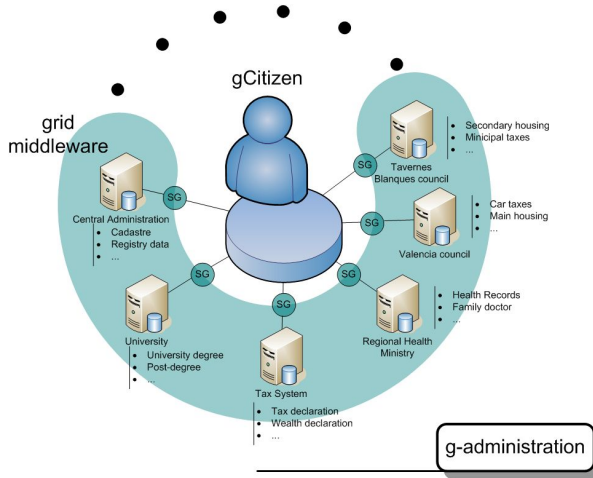 gCitizen
grid
middleware
SG
Central Administration
• Cadastre
• Registry data
• ...
SG
University
• University degree
• Post-degree
• ...
SG
Tax System
• Tax declaration
• Wealth declaration
• ...
SG
Regional Health
Ministry
• Health Records
• Family doctor
• ...
SG
Valencia council
• Car taxes
• Main housing
• ...
SG
Tavernes
Blanques council
• Secondary housing
• Minicipal taxes
• ...
g-administration